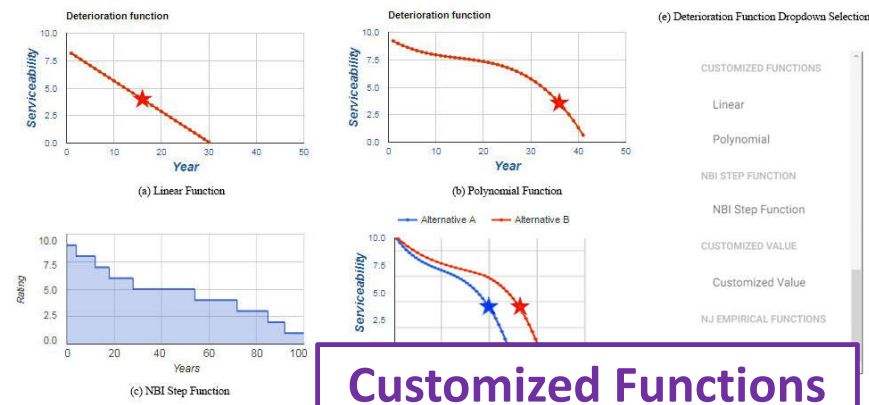 Deterioration function
10.0
7.5
5.0
2.5
0.0
Serviceability
0 10 20 30 40 50
Year
(a) Linear Function
Deterioration function
10.0
7.5
5.0
2.5
0.0
Serviceability
0 10 20 30 40 50
Year
(b) Polynomial Function
(e) Deterioration Function Dropdown Selection
CUSTOMIZED FUNCTIONS
Linear
Polynomial
NBI STEP FUNCTION
NBI Step Function
CUSTOMIZED VALUE
Customized Value
NJ EMPIRICAL FUNCTIONS
10.0
7.5
5.0
2.5
0.0
Rating
0 20 40 60 80 100
Years
(c) NBI Step Function
Alternative A Alternative B
10.0
7.5
5.0
2.5
Serviceability
Customized Functions